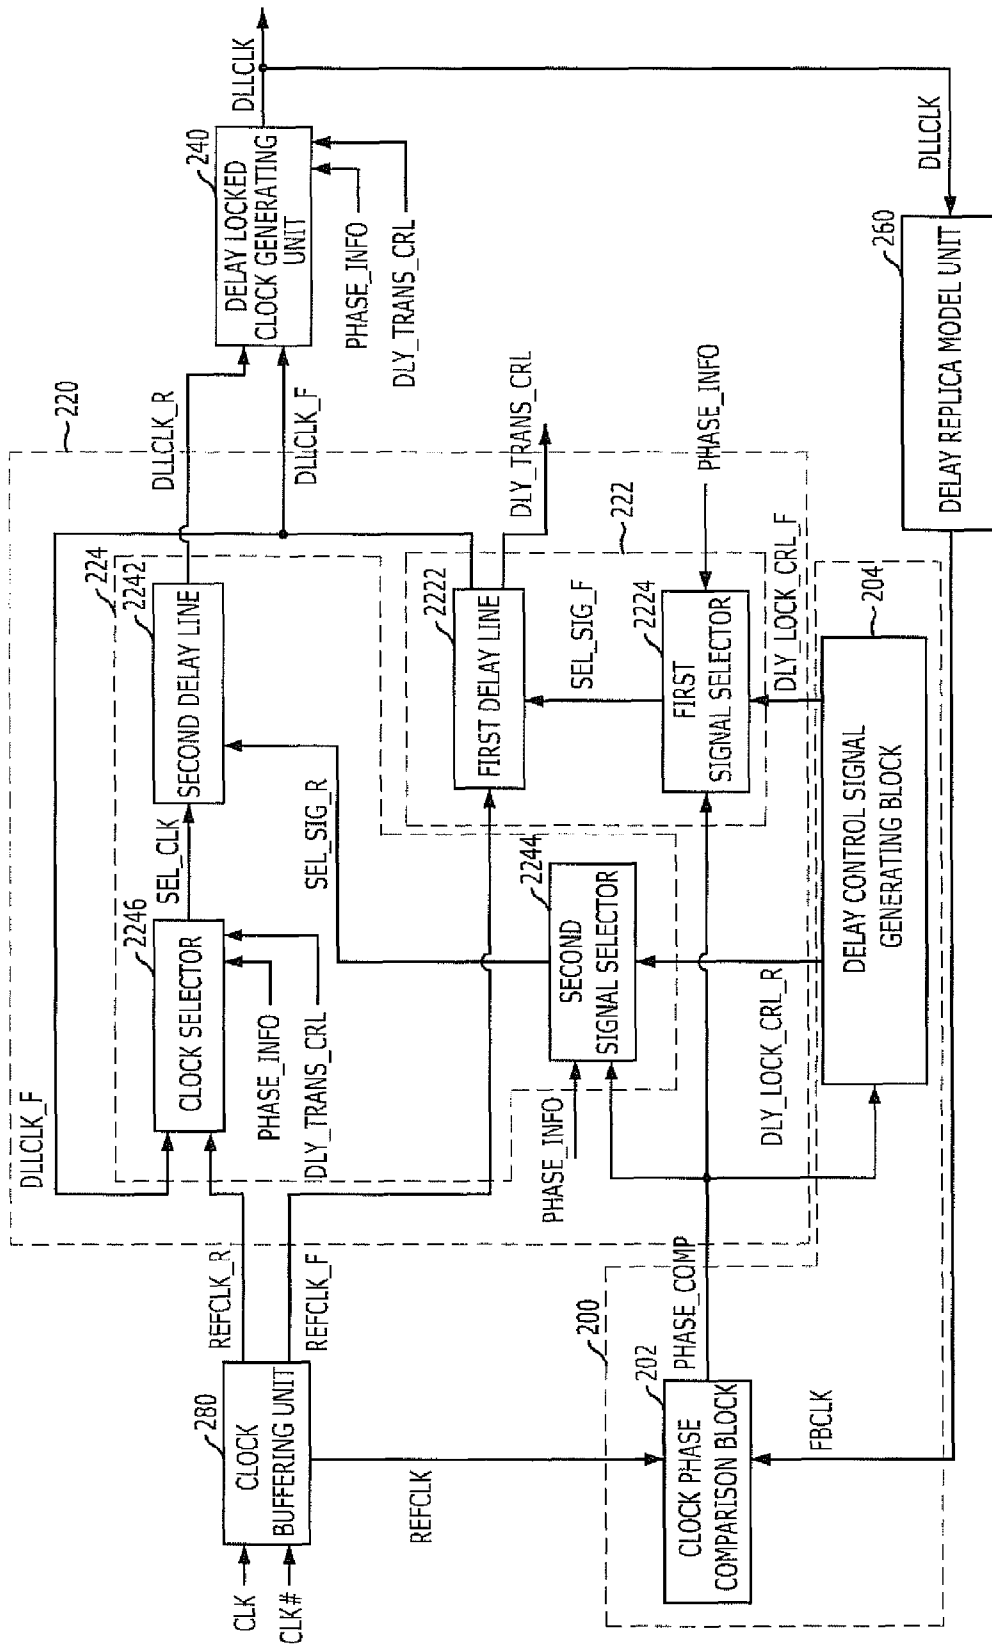 CLK
CLK#
280
CLOCK
BUFFERING UNIT
REFCLK_R
REFCLK_F
REFCLK
DLLCLK_F
220
224
2246
CLOCK SELECTOR
PHASE_INFO
DLY_TRANS_CRL
SEL_CLK
2242
SECOND DELAY LINE
SEL_SIG_R
DLLCLK_R
DLLCLK_F
240
DELAY LOCKED
CLOCK GENERATING
UNIT
PHASE_INFO
DLY_TRANS_CRL
DLLCLK
2222
FIRST DELAY LINE
DLY_TRANS_CRL
222
SEL_SIG_F
2244
SECOND
SIGNAL SELECTOR
PHASE_INFO
2224
FIRST
SIGNAL SELECTOR
PHASE_INFO
DLY_LOCK_CRL_R
DLY_LOCK_CRL_F
200
202
CLOCK PHASE
COMPARISON BLOCK
PHASE_COMP
FBCLK
204
DELAY CONTROL SIGNAL
GENERATING BLOCK
260
DELAY REPLICA MODEL UNIT
DLLCLK